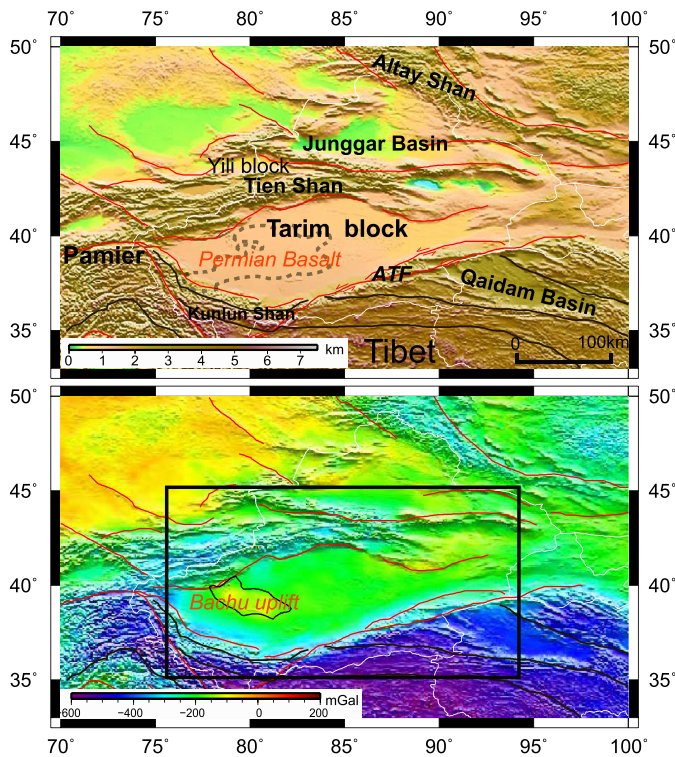 70° 75° 80° 85° 90° 95° 100°
50° 50°
Altay Shan
45° 45°
Junggar Basin
Yili block
Tien Shan
Tarim block
40° 40°
Pamier
Permian Basalt
ATF
Qaidam Basin
Kunlun Shan
35° 35°
0 100km
Tibet
km
0 1 2 3 4 5 6 7
50° 50°
45° 45°
40° 40°
Bachu uplift
35° 35°
mGal
−600 −400 −200 0 200
70° 75° 80° 85° 90° 95° 100°